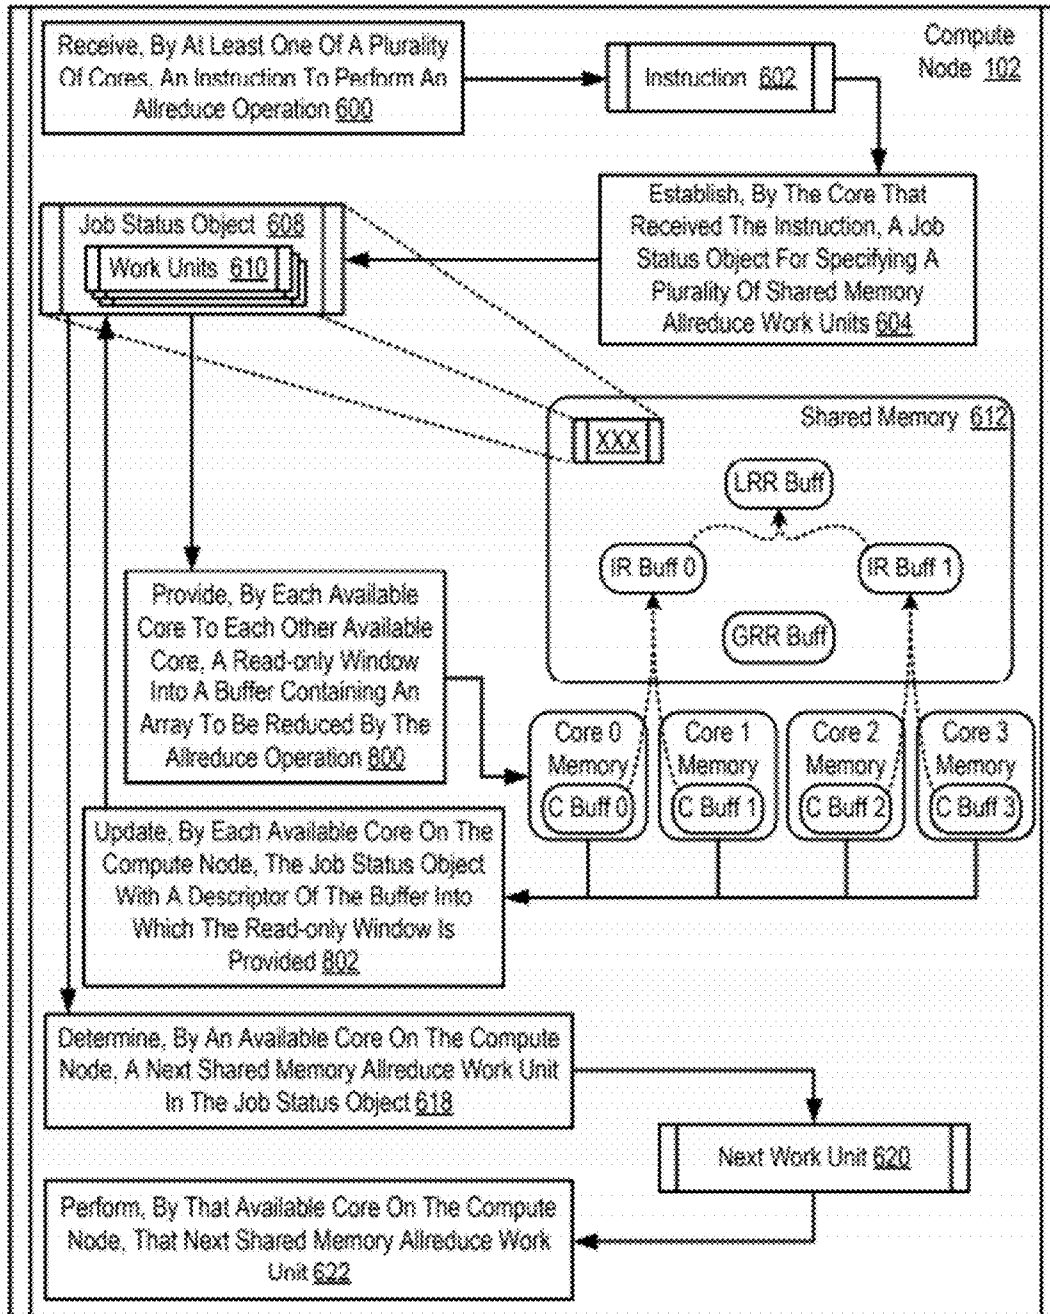 Receive, By At Least One Of A Plurality
Of Cores, An Instruction To Perform An
Allreduce Operation 600
Instruction 602
Compute
Node 102
Establish, By The Core That
Received The Instruction, A Job
Status Object For Specifying A
Plurality Of Shared Memory
Allreduce Work Units 604
Job Status Object 608
Work Units 610
Shared Memory 612
XXX
LRR Buff
IR Buff 0
IR Buff 1
GRR Buff
Provide, By Each Available
Core To Each Other Available
Core, A Read-only Window
Into A Buffer Containing An
Array To Be Reduced By The
Allreduce Operation 800
Core 0
Memory
C Buff 0
Core 1
Memory
C Buff 1
Core 2
Memory
C Buff 2
Core 3
Memory
C Buff 3
Update, By Each Available Core On The
Compute Node, The Job Status Object
With A Descriptor Of The Buffer Into
Which The Read-only Window Is
Provided 802
Determine, By An Available Core On The Compute
Node, A Next Shared Memory Allreduce Work Unit
In The Job Status Object 618
Next Work Unit 620
Perform, By That Available Core On The Compute
Node, That Next Shared Memory Allreduce Work
Unit 622